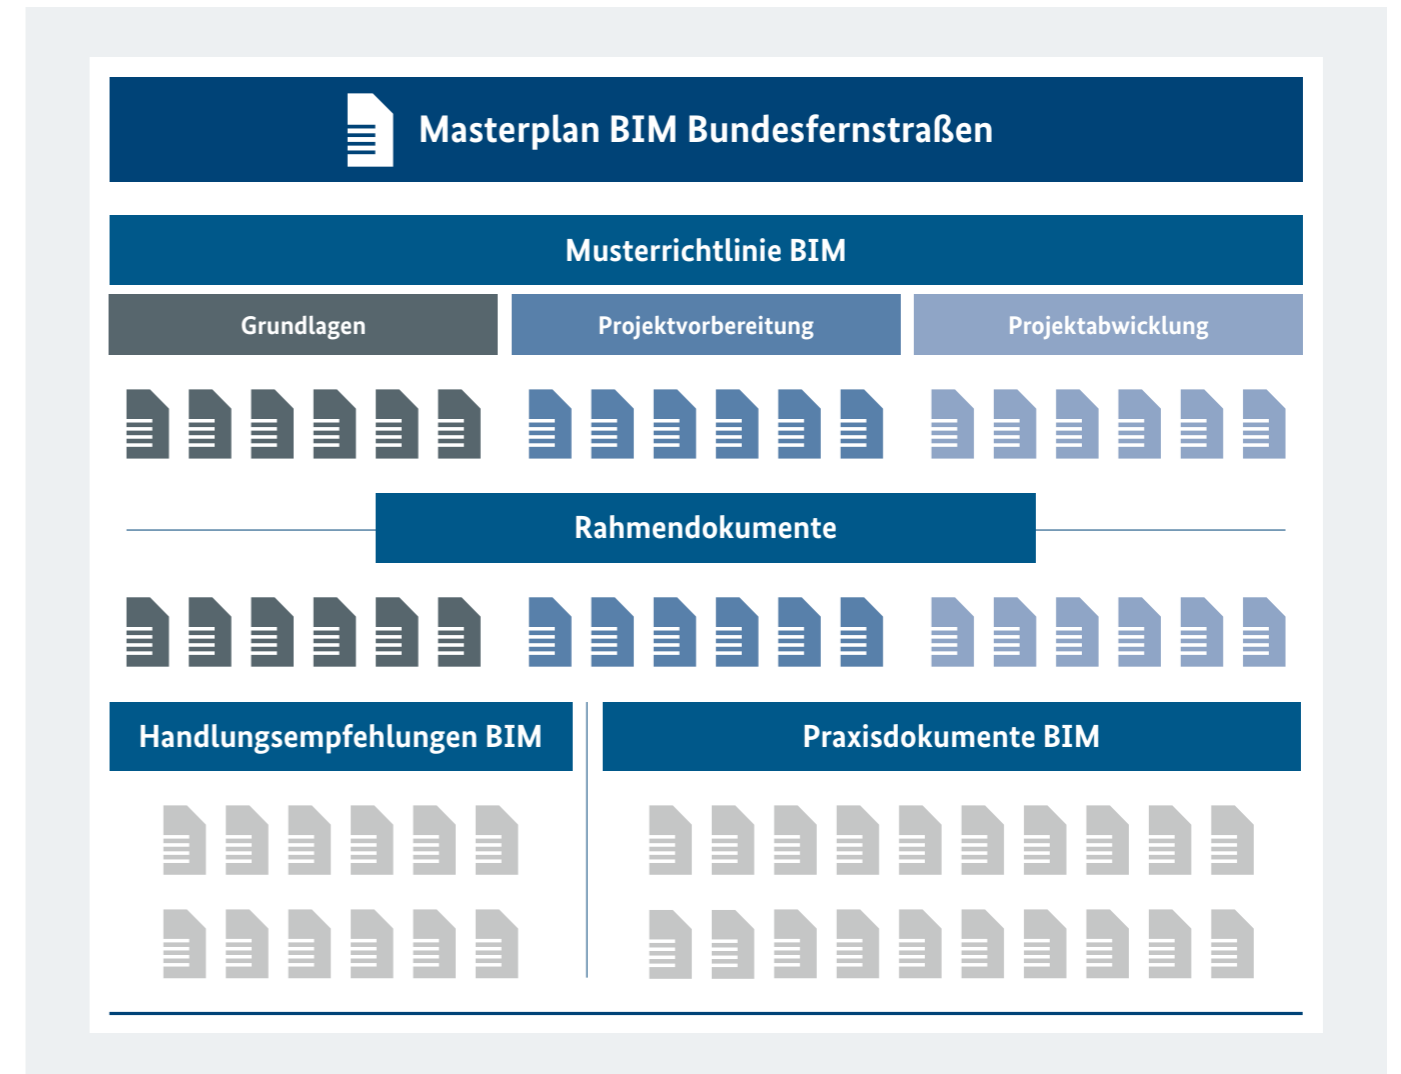 Masterplan BIM Bundesfernstraßen
Musterrichtlinie BIM
Grundlagen
Projektvorbereitung
Projektabwicklung
Rahmendokumente
Handlungsempfehlungen BIM
Praxisdokumente BIM